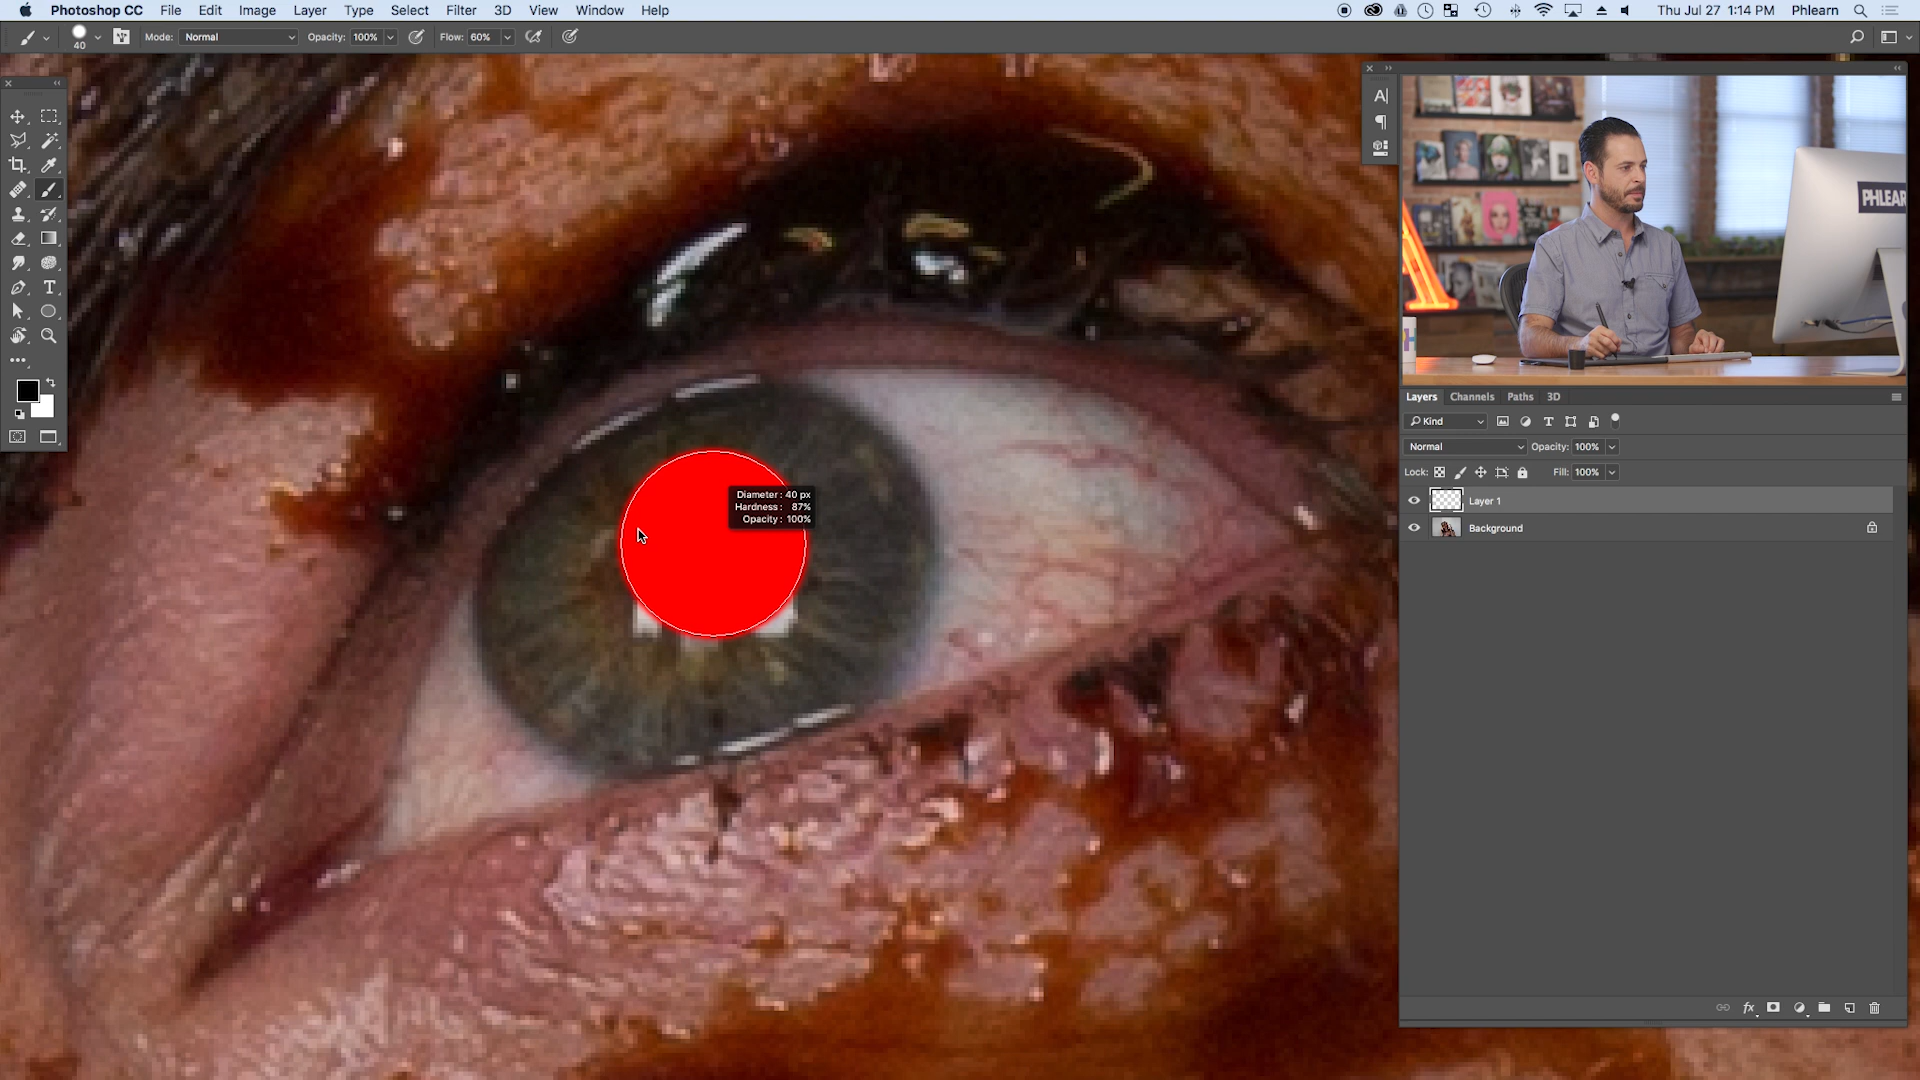 Photoshop CC File Edit Image Layer Type Select Filter 3D View Window Help Thu Jul 27 1:14 PM Phlearn
40 Mode: Normal Opacity: 100% Flow: 60%
Diameter: 40 px
Hardness: 87%
Opacity: 100%
PHLEAR
Layers Channels Paths 3D
Kind
Normal Opacity: 100%
Lock: Fill: 100%
Layer 1
Background
fx